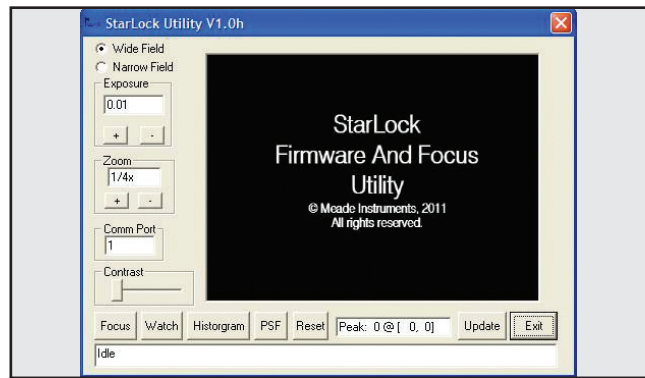 StarLock Utility V1.0h
Wide Field
Narrow Field
Exposure
0.01
+ -
Zoom
1/4x
+ -
Comm Port
1
Contrast
StarLock
Firmware And Focus
Utility
© Meade Instruments, 2011
All rights reserved.
Focus Watch Historgram PSF Reset Peak: 0 @ [ 0, 0] Update Exit
Idle